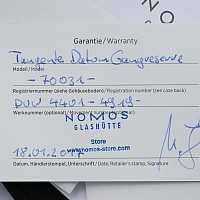 Garantie/Warranty
Tangente Datum Gangreserve
Modell/Model
- 70031 -
Registernummer (siehe Gehäuseboden) / Registration number (see case back)
DUW 4401 - 4919 -
Werknummer (optional) / Movement number (optional)
NOMOS
GLASHÜTTE
Store
www.nomos-store.com
18.01.2017
Datum, Händlerstempel, Unterschrift / Date, Retailer's stamp, Signature